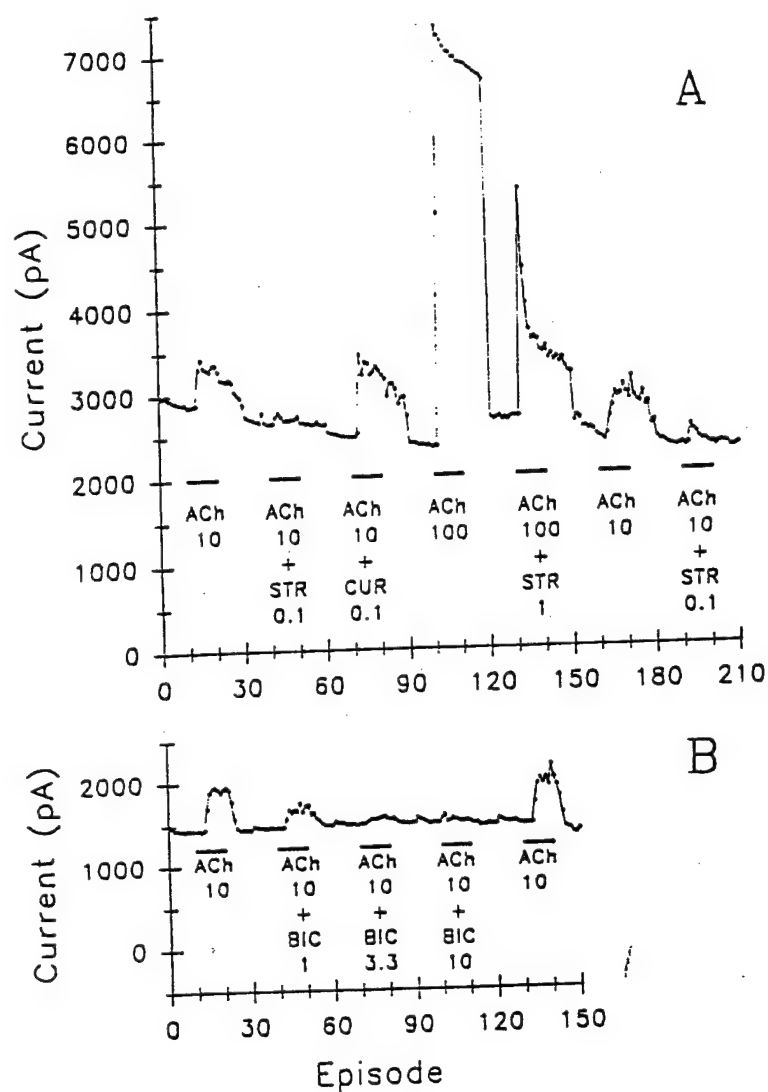 A
7000
6000
5000
4000
3000
2000
1000
0
Current (pA)
ACh 10
ACh 10 + STR 0.1
ACh 10 + CUR 0.1
ACh 100
ACh 100 + STR 1
ACh 10
ACh 10 + STR 0.1
0 30 60 90 120 150 180 210
B
2000
1000
0
Current (pA)
ACh 10
ACh 10 + BIC 1
ACh 10 + BIC 3.3
ACh 10 + BIC 10
ACh 10
0 30 60 90 120 150
Episode